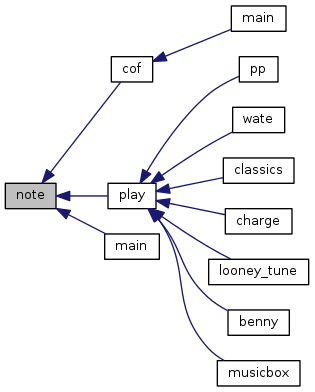 main
cof
pp
wate
classics
note
play
charge
main
looney_tune
benny
musicbox